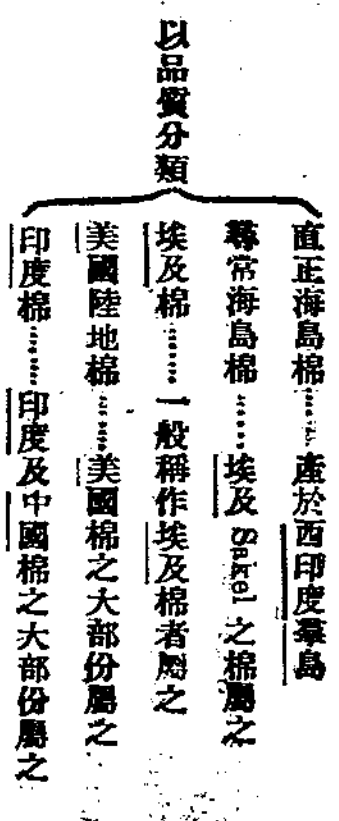 以品質分類
直正海島棉……產於西印度羣島
尋常海島棉……埃及 Sakel 之棉屬之
埃及棉……一般稱作埃及棉者屬之
美國陸地棉……美國棉之大部份屬之
印度棉……印度及中國棉之大部份屬之